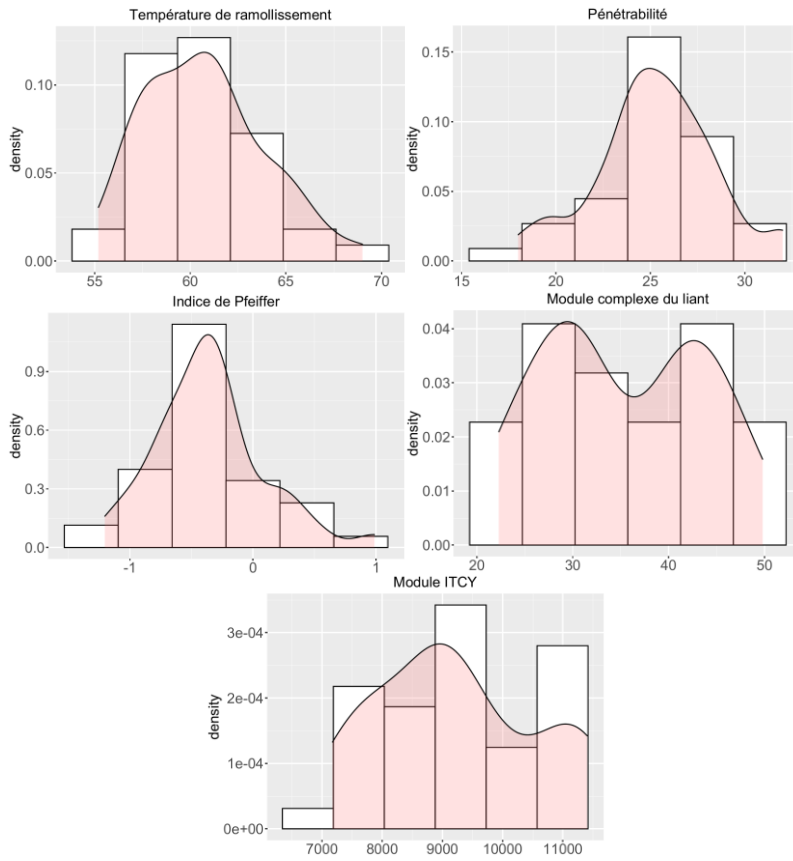 Température de ramollissement
density
0.10
0.05
0.00
55 60 65 70
Pénétrabilité
density
0.15
0.10
0.05
0.00
15 20 25 30
Indice de Pfeiffer
density
0.9
0.6
0.3
0.0
-1 0 1
Module complexe du liant
density
0.04
0.03
0.02
0.01
0.00
20 30 40 50
Module ITCY
density
3e-04
2e-04
1e-04
0e+00
7000 8000 9000 10000 11000